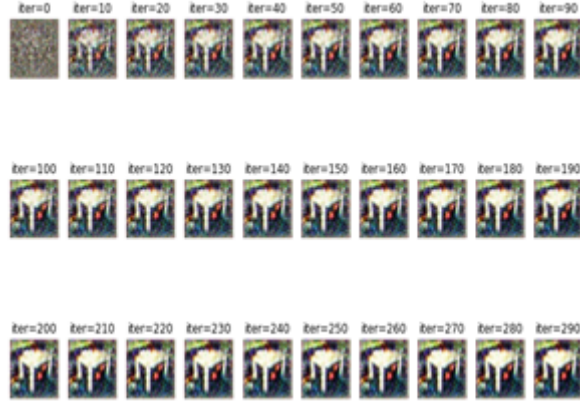 iter=0 iter=10 iter=20 iter=30 iter=40 iter=50 iter=60 iter=70 iter=80 iter=90
iter=100 iter=110 iter=120 iter=130 iter=140 iter=150 iter=160 iter=170 iter=180 iter=190
iter=200 iter=210 iter=220 iter=230 iter=240 iter=250 iter=260 iter=270 iter=280 iter=290